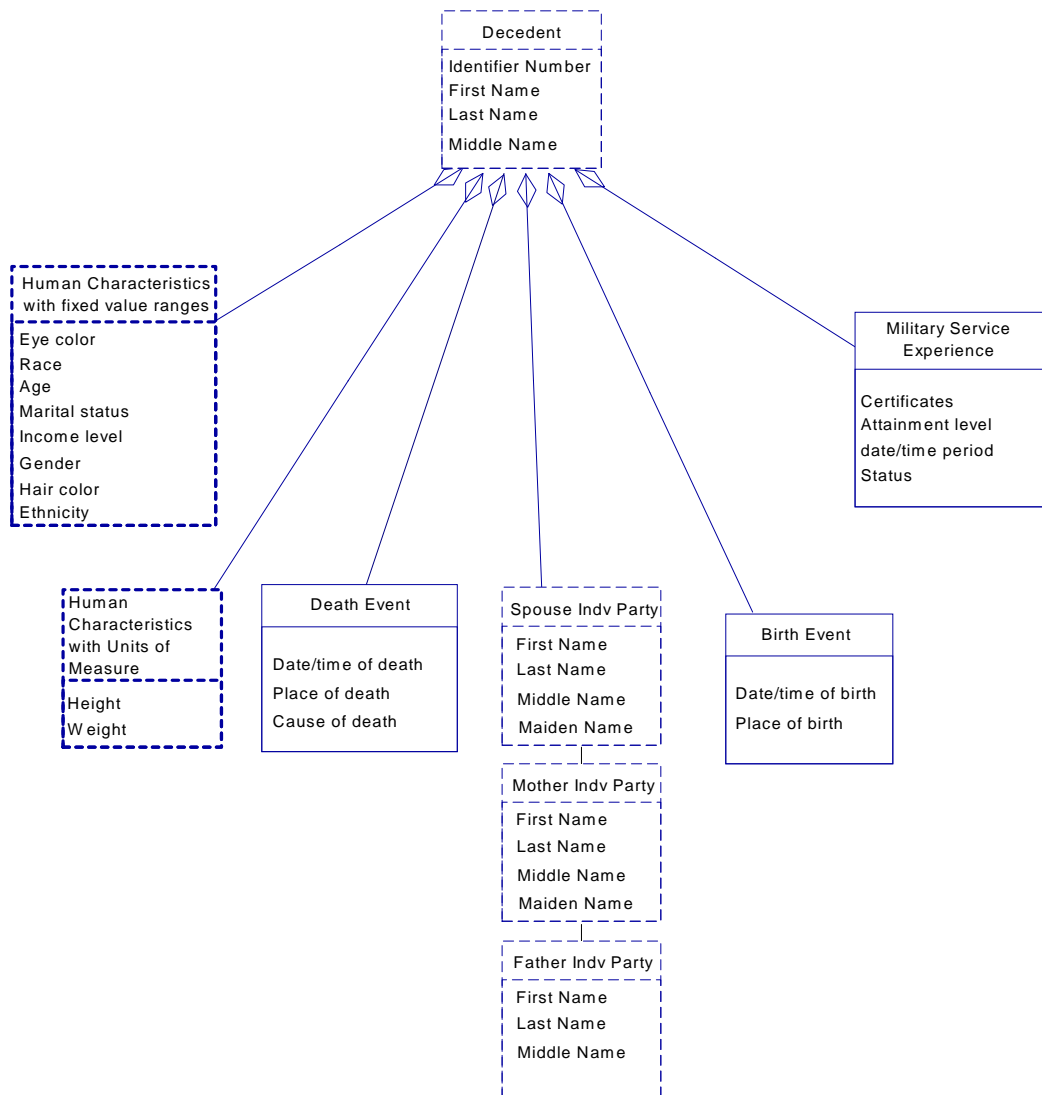 Decedent
Identifier Number
First Name
Last Name
Middle Name
Human Characteristics
with fixed value ranges
Eye color
Race
Age
Marital status
Income level
Gender
Hair color
Ethnicity
Military Service
Experience
Certificates
Attainment level
date/time period
Status
Human
Characteristics
with Units of
Measure
Height
Weight
Death Event
Date/time of death
Place of death
Cause of death
Spouse Indv Party
First Name
Last Name
Middle Name
Maiden Name
Birth Event
Date/time of birth
Place of birth
Mother Indv Party
First Name
Last Name
Middle Name
Maiden Name
Father Indv Party
First Name
Last Name
Middle Name